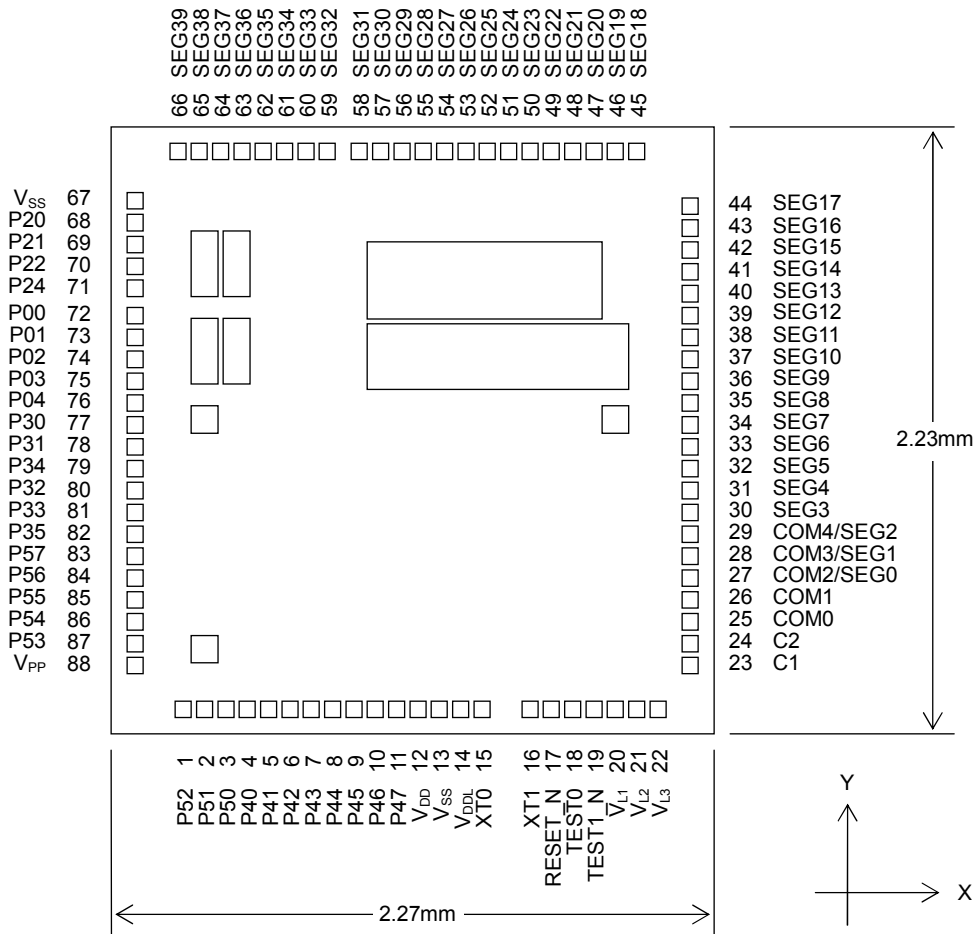 66 SEG39
65 SEG38
64 SEG37
63 SEG36
62 SEG35
61 SEG34
60 SEG33
59 SEG32
58 SEG31
57 SEG30
56 SEG29
55 SEG28
54 SEG27
53 SEG26
52 SEG25
51 SEG24
50 SEG23
49 SEG22
48 SEG21
47 SEG20
46 SEG19
45 SEG18
VSS 67
P20 68
P21 69
P22 70
P24 71
P00 72
P01 73
P02 74
P03 75
P04 76
P30 77
P31 78
P34 79
P32 80
P33 81
P35 82
P57 83
P56 84
P55 85
P54 86
P53 87
VPP 88
44 SEG17
43 SEG16
42 SEG15
41 SEG14
40 SEG13
39 SEG12
38 SEG11
37 SEG10
36 SEG9
35 SEG8
34 SEG7
33 SEG6
32 SEG5
31 SEG4
30 SEG3
29 COM4/SEG2
28 COM3/SEG1
27 COM2/SEG0
26 COM1
25 COM0
24 C2
23 C1
2.23mm
P52 1
P51 2
P50 3
P40 4
P41 5
P42 6
P43 7
P44 8
P45 9
P46 10
P47 11
VDD 12
VSS 13
VDDL 14
XT0 15
XT1 16
RESET_N 17
TEST0 18
TEST1_N 19
VL1 20
VL2 21
VL3 22
2.27mm
Y
X